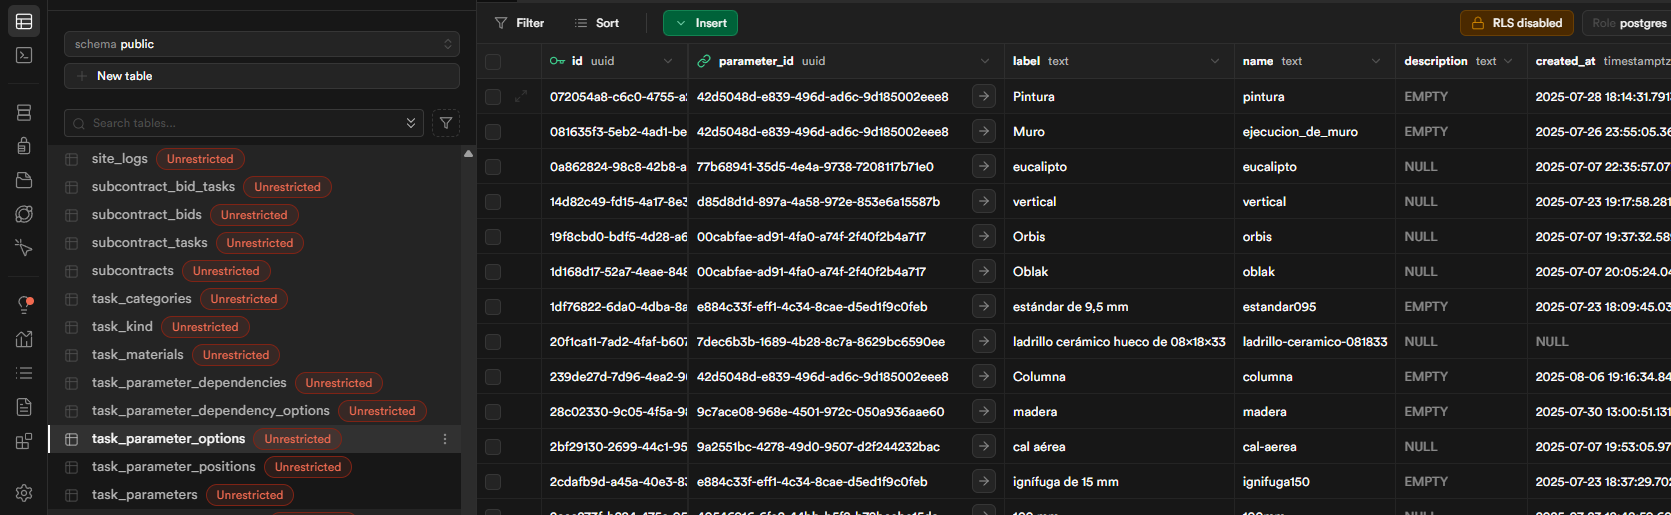 schema public
New table
Search tables...
site_logs Unrestricted
subcontract_bid_tasks Unrestricted
subcontract_bids Unrestricted
subcontract_tasks Unrestricted
subcontracts Unrestricted
task_categories Unrestricted
task_kind Unrestricted
task_materials Unrestricted
task_parameter_dependencies Unrestricted
task_parameter_dependency_options Unrestricted
task_parameter_options Unrestricted
task_parameter_positions Unrestricted
task_parameters Unrestricted
Filter Sort Insert RLS disabled Role postgres
id uuid parameter_id uuid label text name text description text created_at timestamptz
072054a8-c6c0-4755-a 42d5048d-e839-496d-ad6c-9d185002eee8 Pintura pintura EMPTY 2025-07-28 18:14:31.791
081635f3-5eb2-4ad1-be 42d5048d-e839-496d-ad6c-9d185002eee8 Muro ejecucion_de_muro EMPTY 2025-07-26 23:55:05.36
0a862824-98c8-42b8-a 77b68941-35d5-4e4a-9738-7208117b71e0 eucalipto eucalipto NULL 2025-07-07 22:35:57.07
14d82c49-fd15-4a17-8e3 d85d8d1d-897a-4a58-972e-853e6a15587b vertical vertical NULL 2025-07-23 19:17:58.281
19f8cbd0-bdf5-4d28-a6 00cabfae-ad91-4fa0-a74f-2f40f2b4a717 Orbis orbis NULL 2025-07-07 19:37:32.58
1d168d17-52a7-4eae-848 00cabfae-ad91-4fa0-a74f-2f40f2b4a717 Oblak oblak NULL 2025-07-07 20:05:24.04
1df76822-6da0-4dba-8a e884c33f-eff1-4c34-8cae-d5ed1f9c0feb estándar de 9,5 mm estandar095 EMPTY 2025-07-23 18:09:45.03
20f1ca11-7ad2-4faf-b607 7dec6b3b-1689-4b28-8c7a-8629bc6590ee ladrillo cerámico hueco de 08x18x33 ladrillo-ceramico-081833 NULL NULL
239de27d-7d96-4ea2-9 42d5048d-e839-496d-ad6c-9d185002eee8 Columna columna EMPTY 2025-08-06 19:16:34.84
28c02330-9c05-4f5a-98 9c7ace08-968e-4501-972c-050a936aae60 madera madera EMPTY 2025-07-30 13:00:51.131
2bf29130-2699-44c1-95 9a2551bc-4278-49d0-9507-d2f244232bac cal aérea cal-aerea NULL 2025-07-07 19:53:05.97
2cdafb9d-a45a-40e3-83 e884c33f-eff1-4c34-8cae-d5ed1f9c0feb ignífuga de 15 mm ignifuga150 EMPTY 2025-07-23 18:37:29.702